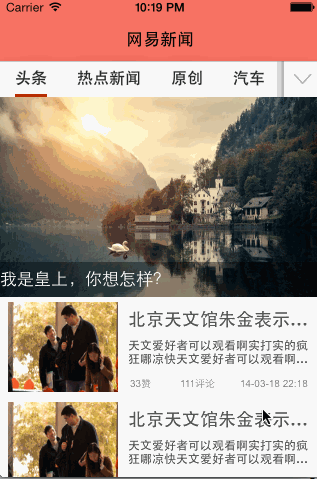 Carrier 10:19 PM
网易新闻
头条 热点新闻 原创 汽车
我是皇上，你想怎样?
北京天文馆朱金表示...
天文爱好者可以观看啊实打实的疯
狂哪凉快天文爱好者可以观看啊...
33赞 111评论 14-03-18 22:18
北京天文馆朱金表示...
天文爱好者可以观看啊实打实的疯
狂哪凉快天文爱好者可以观看啊...